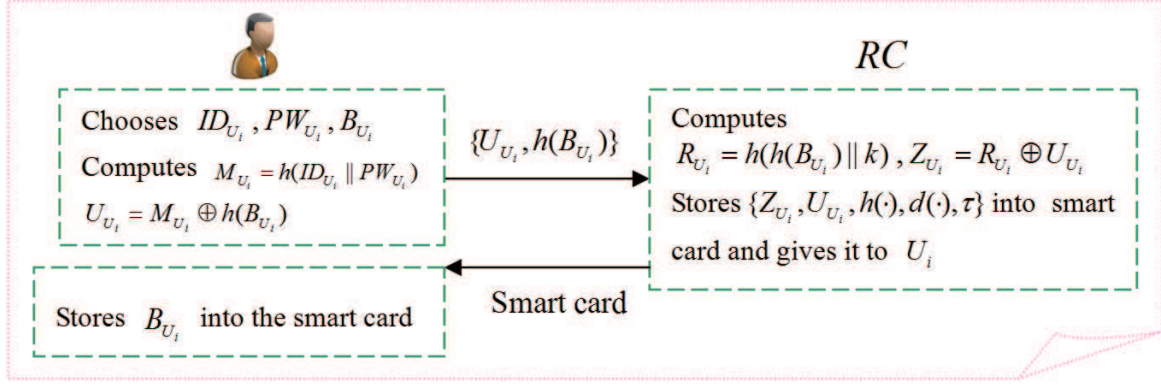 RC
Chooses ID_{U_i}, PW_{U_i}, B_{U_i}
Computes M_{U_i} = h(ID_{U_i} || PW_{U_i})
U_{U_i} = M_{U_i} ⊕ h(B_{U_i})
{U_{U_i}, h(B_{U_i})}
Computes
R_{U_i} = h(h(B_{U_i}) || k), Z_{U_i} = R_{U_i} ⊕ U_{U_i}
Stores {Z_{U_i}, U_{U_i}, h(·), d(·), τ} into smart
card and gives it to U_i
Smart card
Stores B_{U_i} into the smart card